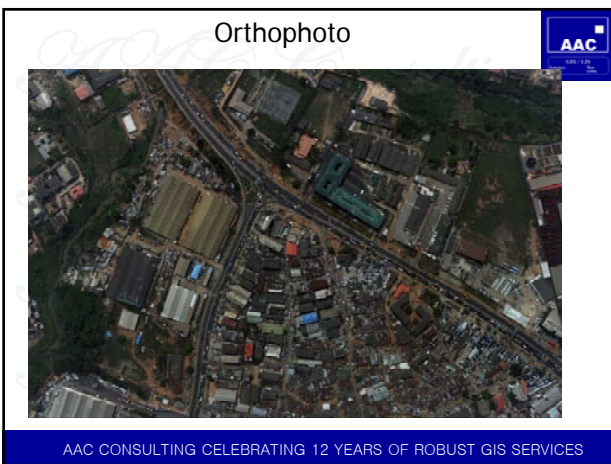 Orthophoto
AAC
AAC CONSULTING CELEBRATING 12 YEARS OF ROBUST GIS SERVICES